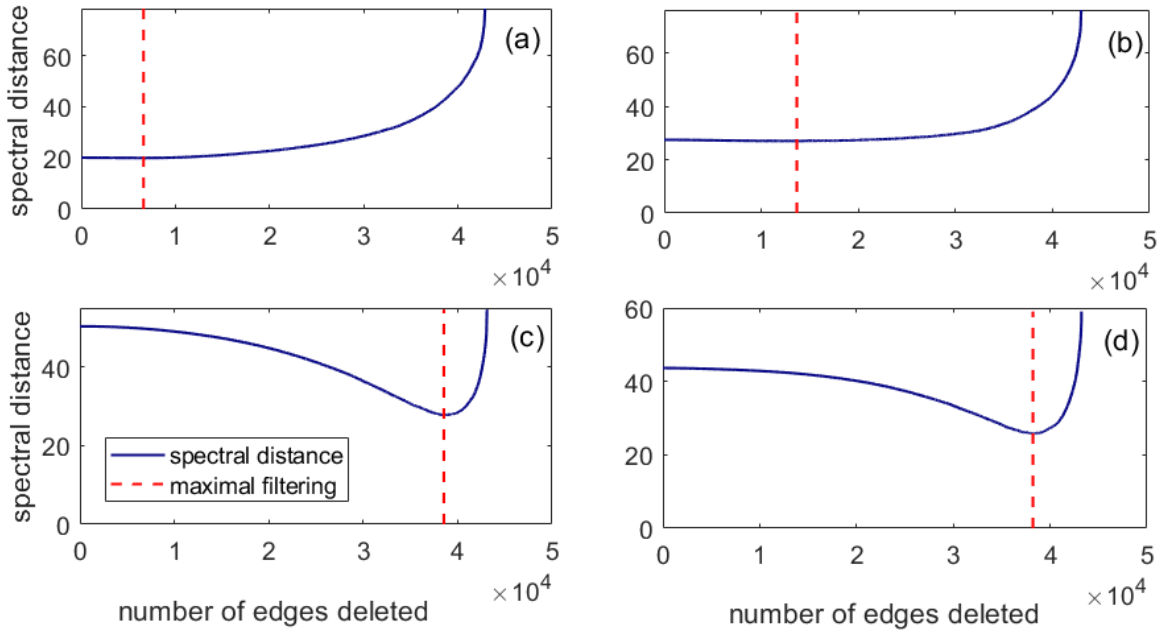 (a)
spectral distance
60
40
20
0
0 1 2 3 4 5
×10^4
(b)
60
40
20
0
0 1 2 3 4 5
×10^4
(c)
spectral distance
40
20
0
spectral distance
maximal filtering
0 1 2 3 4 5
×10^4
number of edges deleted
(d)
60
40
20
0
0 1 2 3 4 5
×10^4
number of edges deleted